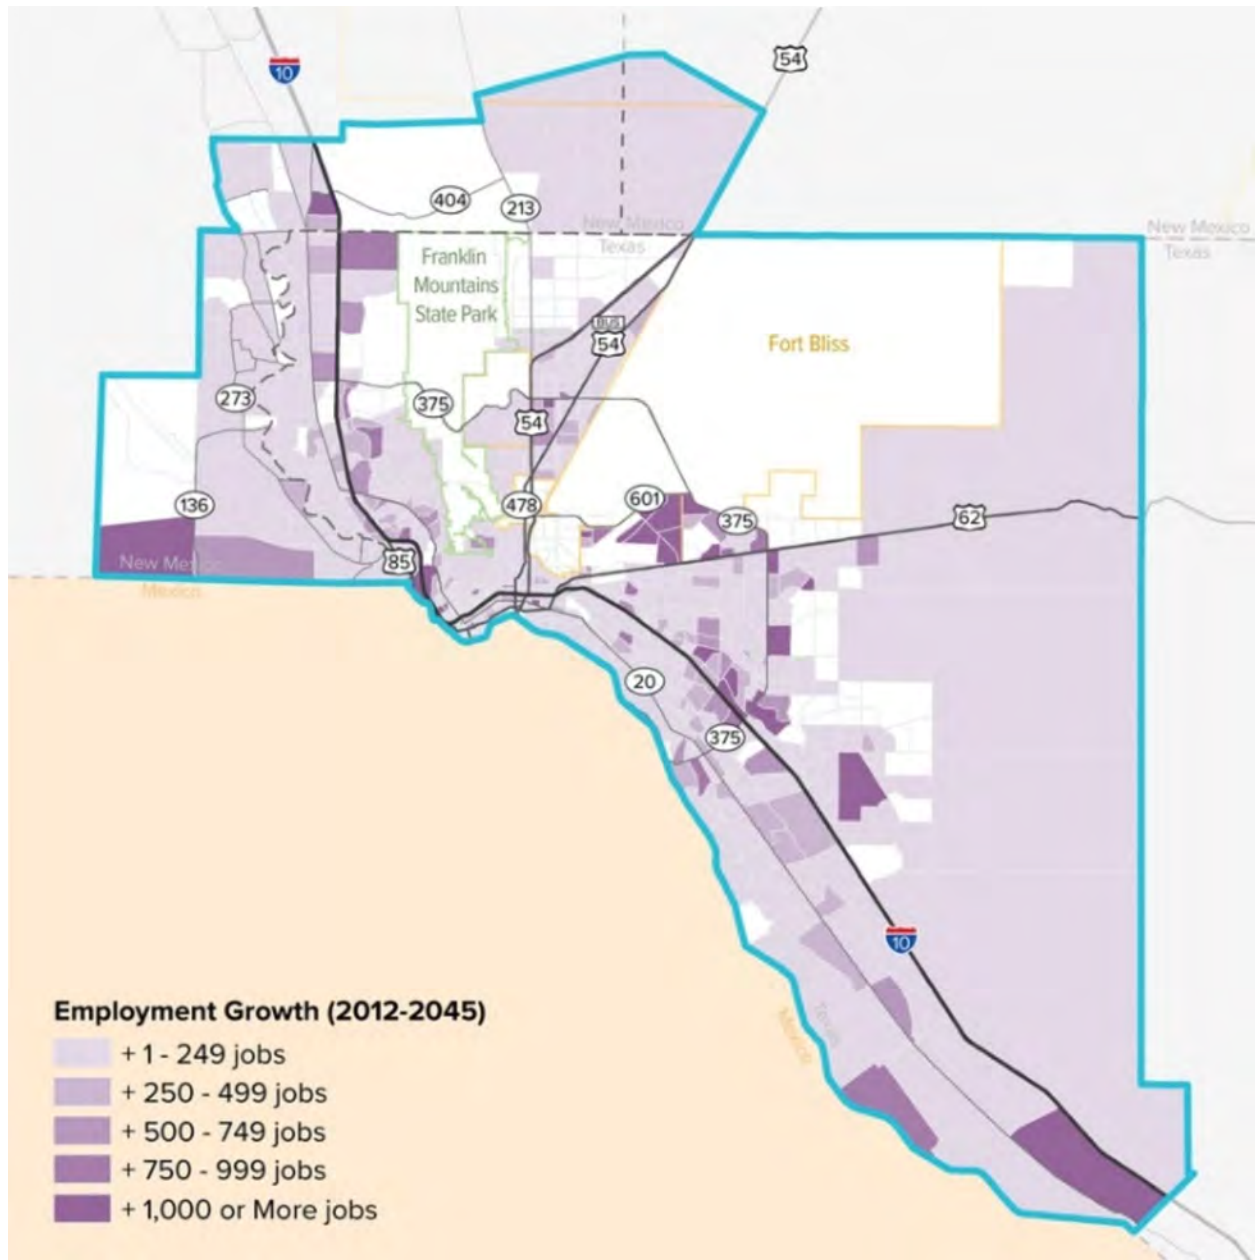 54
10
404
213
New Mexico
Texas
New Mexico
Texas
Franklin
Mountains
State Park
BUS
54
Fort Bliss
273
375
54
136
478
601
375
62
New Mexico
Mexico
85
20
375
10
Texas
Mexico
Employment Growth (2012-2045)
+ 1 - 249 jobs
+ 250 - 499 jobs
+ 500 - 749 jobs
+ 750 - 999 jobs
+ 1,000 or More jobs